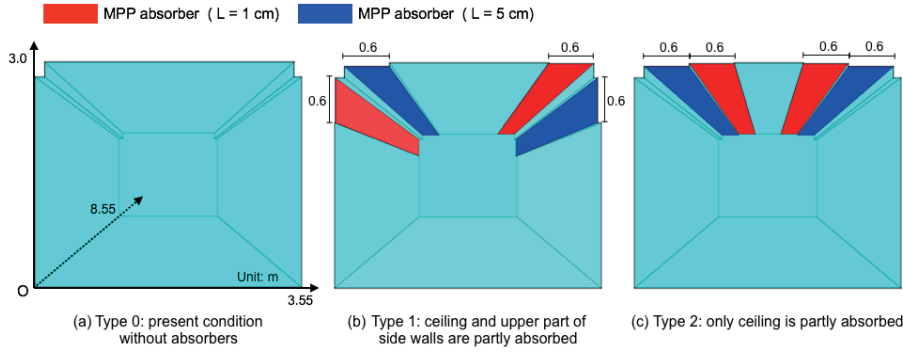 MPP absorber ( L = 1 cm)
MPP absorber ( L = 5 cm)
3.0
8.55
Unit: m
O
3.55
0.6
0.6
0.6
0.6
0.6
0.6
0.6
0.6
(a) Type 0: present condition
without absorbers
(b) Type 1: ceiling and upper part of
side walls are partly absorbed
(c) Type 2: only ceiling is partly absorbed